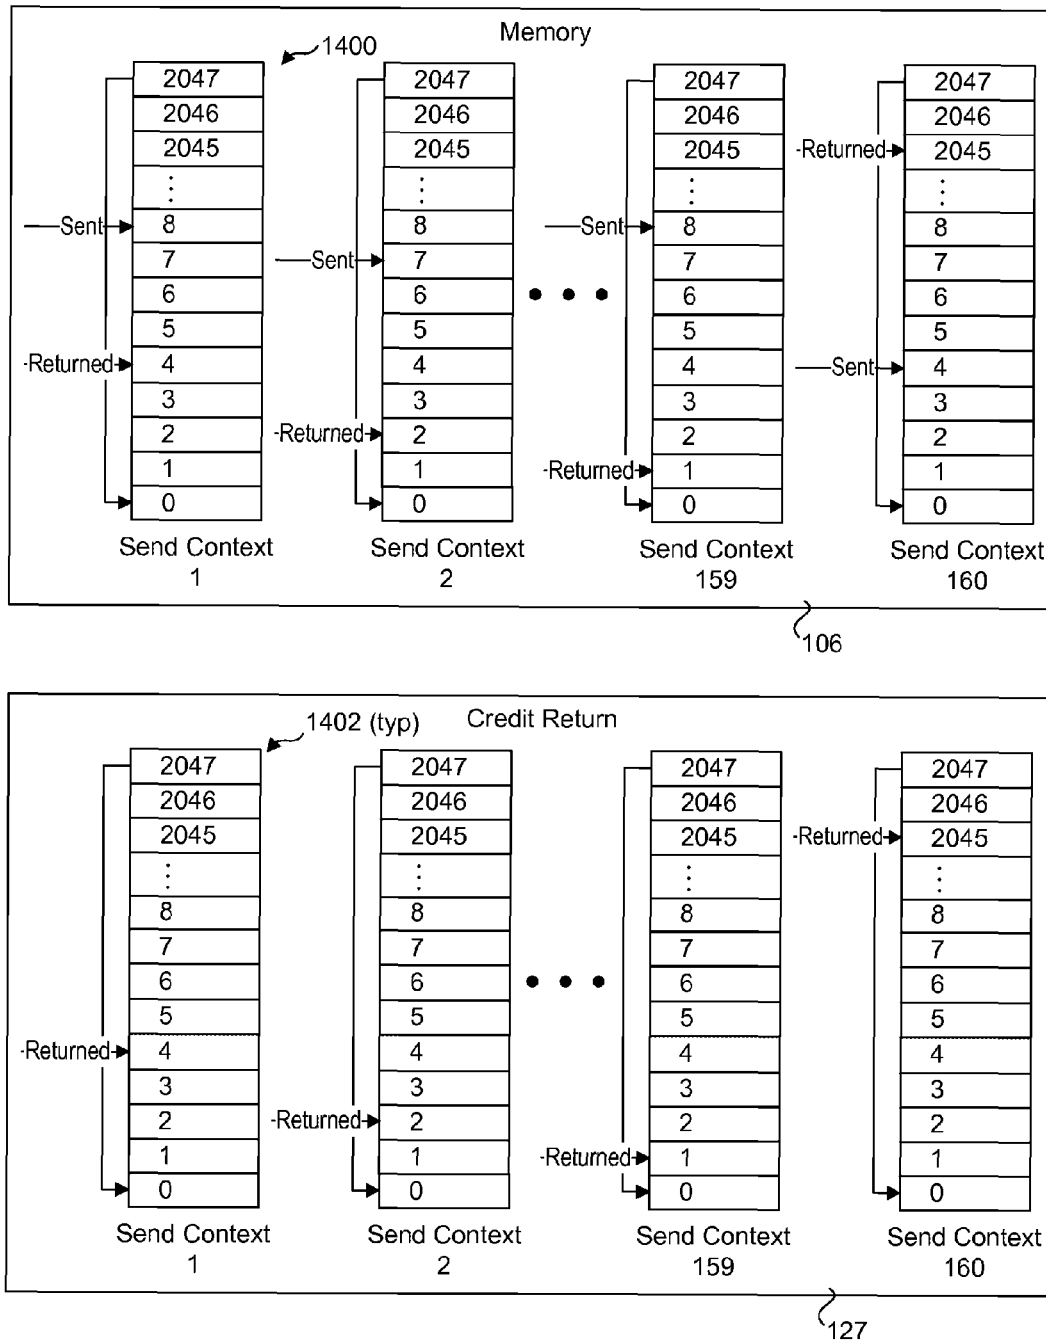 Memory
1400
2047 2047 2047 2047
2046 2046 2046 2046
2045 2045 2045 Returned 2045
⋮ ⋮ ⋮ ⋮
Sent 8 8 Sent 8 8
7 Sent 7 7 7
6 6 • • • 6 6
5 5 5 5
Returned 4 4 4 Sent 4
3 3 3 3
2 Returned 2 2 2
1 1 Returned 1 1
0 0 0 0
Send Context Send Context Send Context Send Context
1 2 159 160
106
Credit Return
1402 (typ)
2047 2047 2047 2047
2046 2046 2046 2046
2045 2045 2045 Returned 2045
⋮ ⋮ ⋮ ⋮
8 8 8 8
7 7 7 7
6 6 • • • 6 6
5 5 5 5
Returned 4 4 4 4
3 3 3 3
2 Returned 2 2 2
1 1 Returned 1 1
0 0 0 0
Send Context Send Context Send Context Send Context
1 2 159 160
127